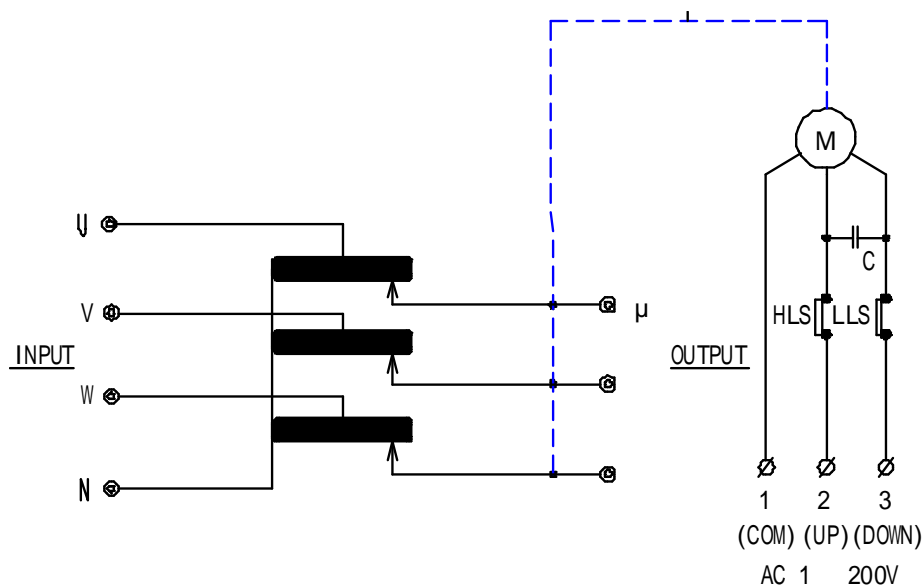 U
V
INPUT
W
N
µ
OUTPUT
M
C
HLS LLS
1 2 3
(COM) (UP) (DOWN)
AC 1 200V